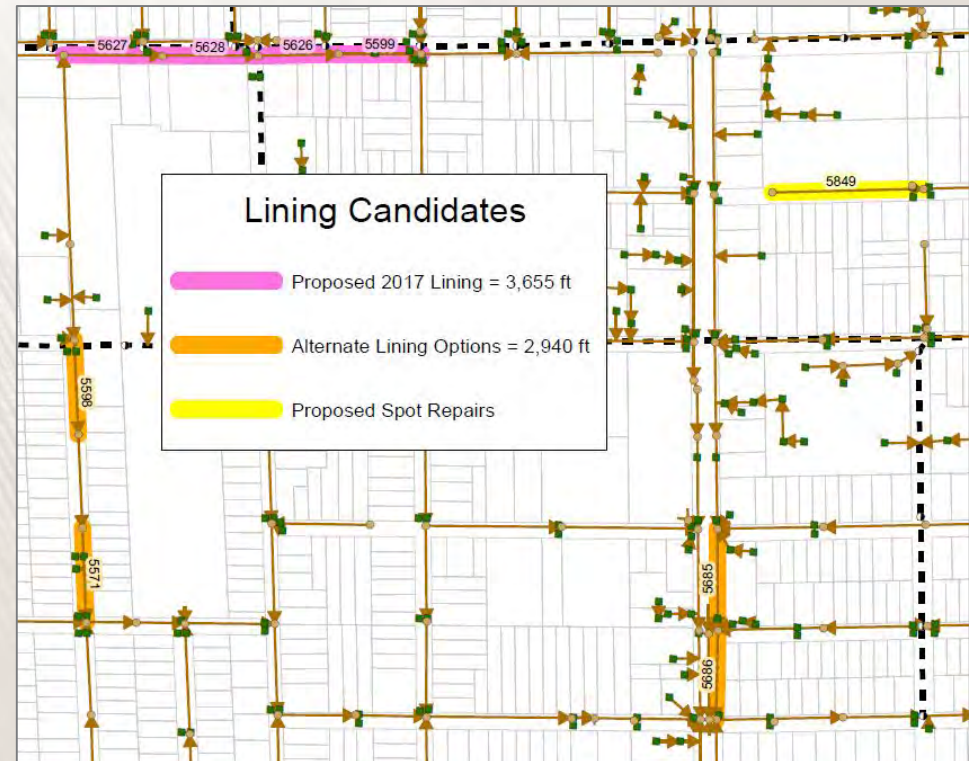 5627 5628 5626 5599
5849
Lining Candidates
Proposed 2017 Lining = 3,655 ft
Alternate Lining Options = 2,940 ft
Proposed Spot Repairs
5598
5571
5685
5686